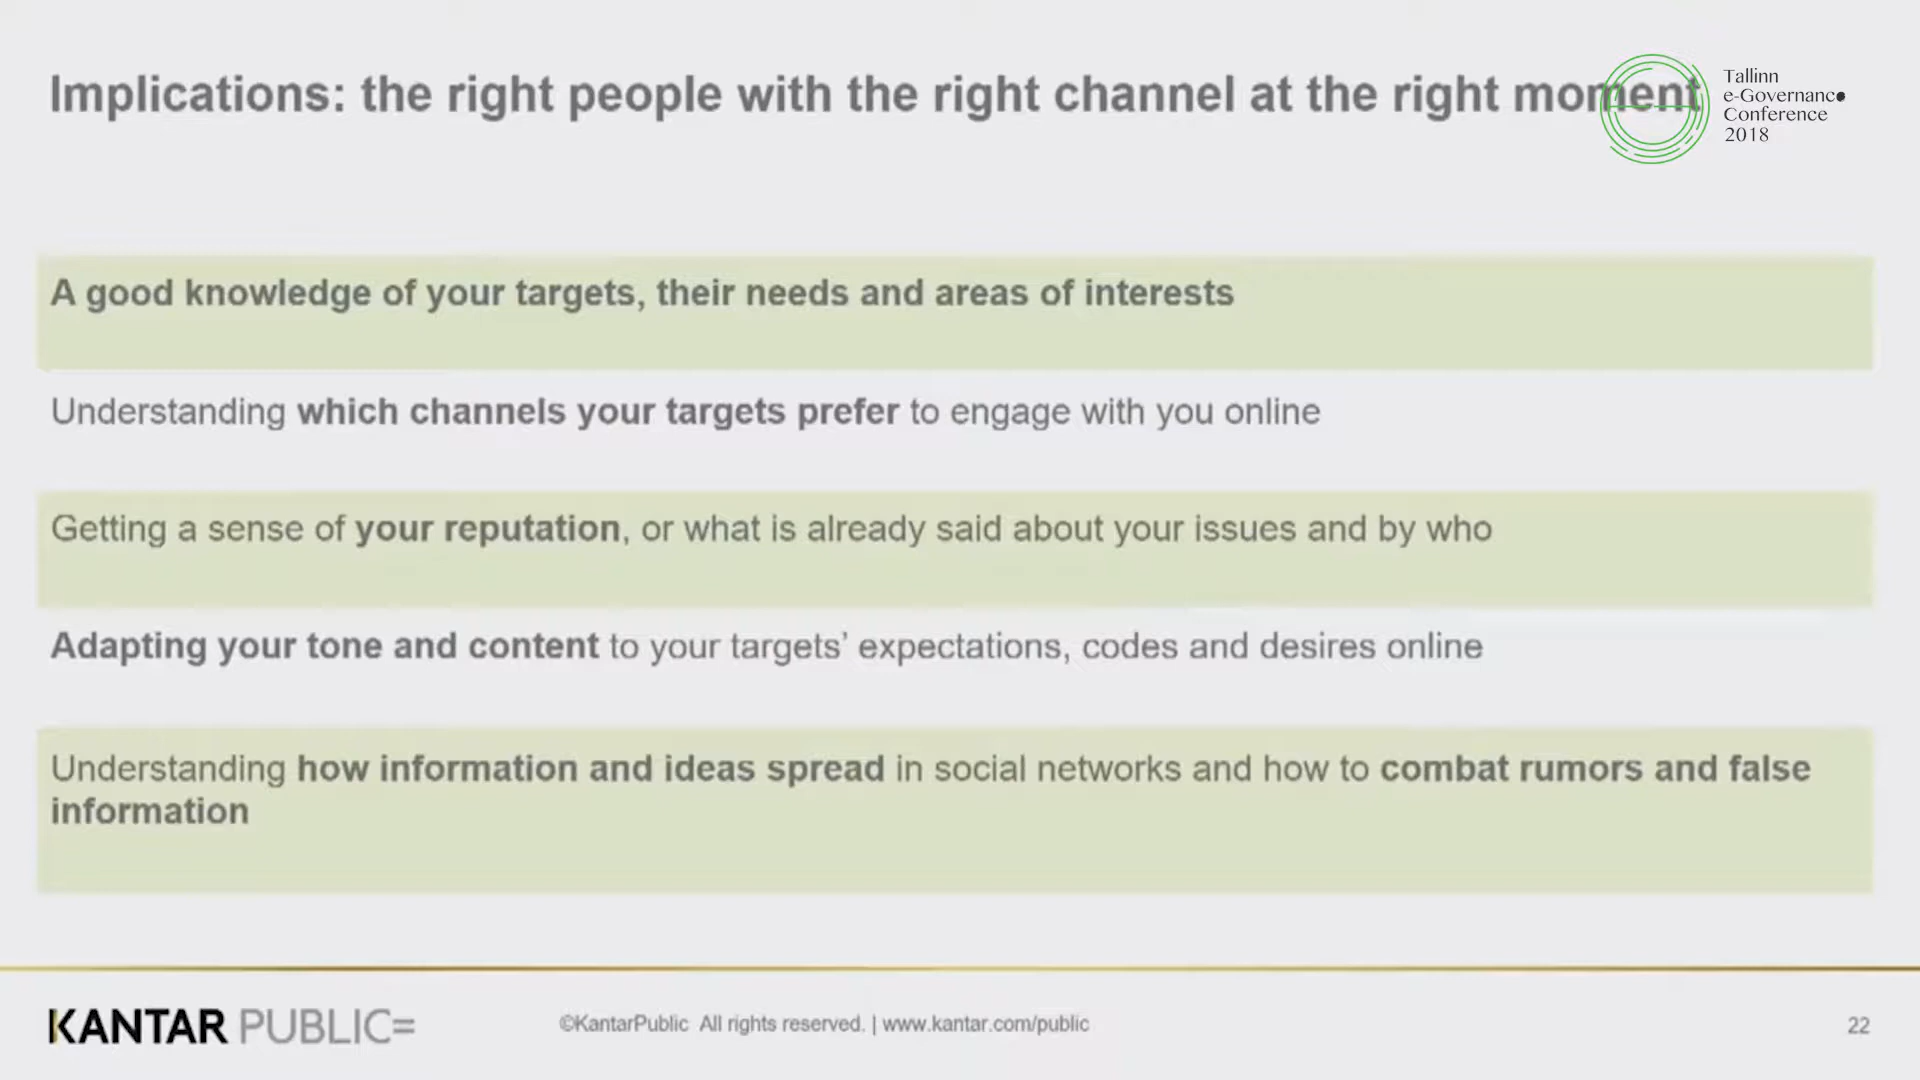 Implications: the right people with the right channel at the right moment
Tallinn
e-Governance
Conference
2018
A good knowledge of your targets, their needs and areas of interests
Understanding which channels your targets prefer to engage with you online
Getting a sense of your reputation, or what is already said about your issues and by who
Adapting your tone and content to your targets’ expectations, codes and desires online
Understanding how information and ideas spread in social networks and how to combat rumors and false
information
KANTAR PUBLIC=
©KantarPublic All rights reserved. | www.kantar.com/public
22